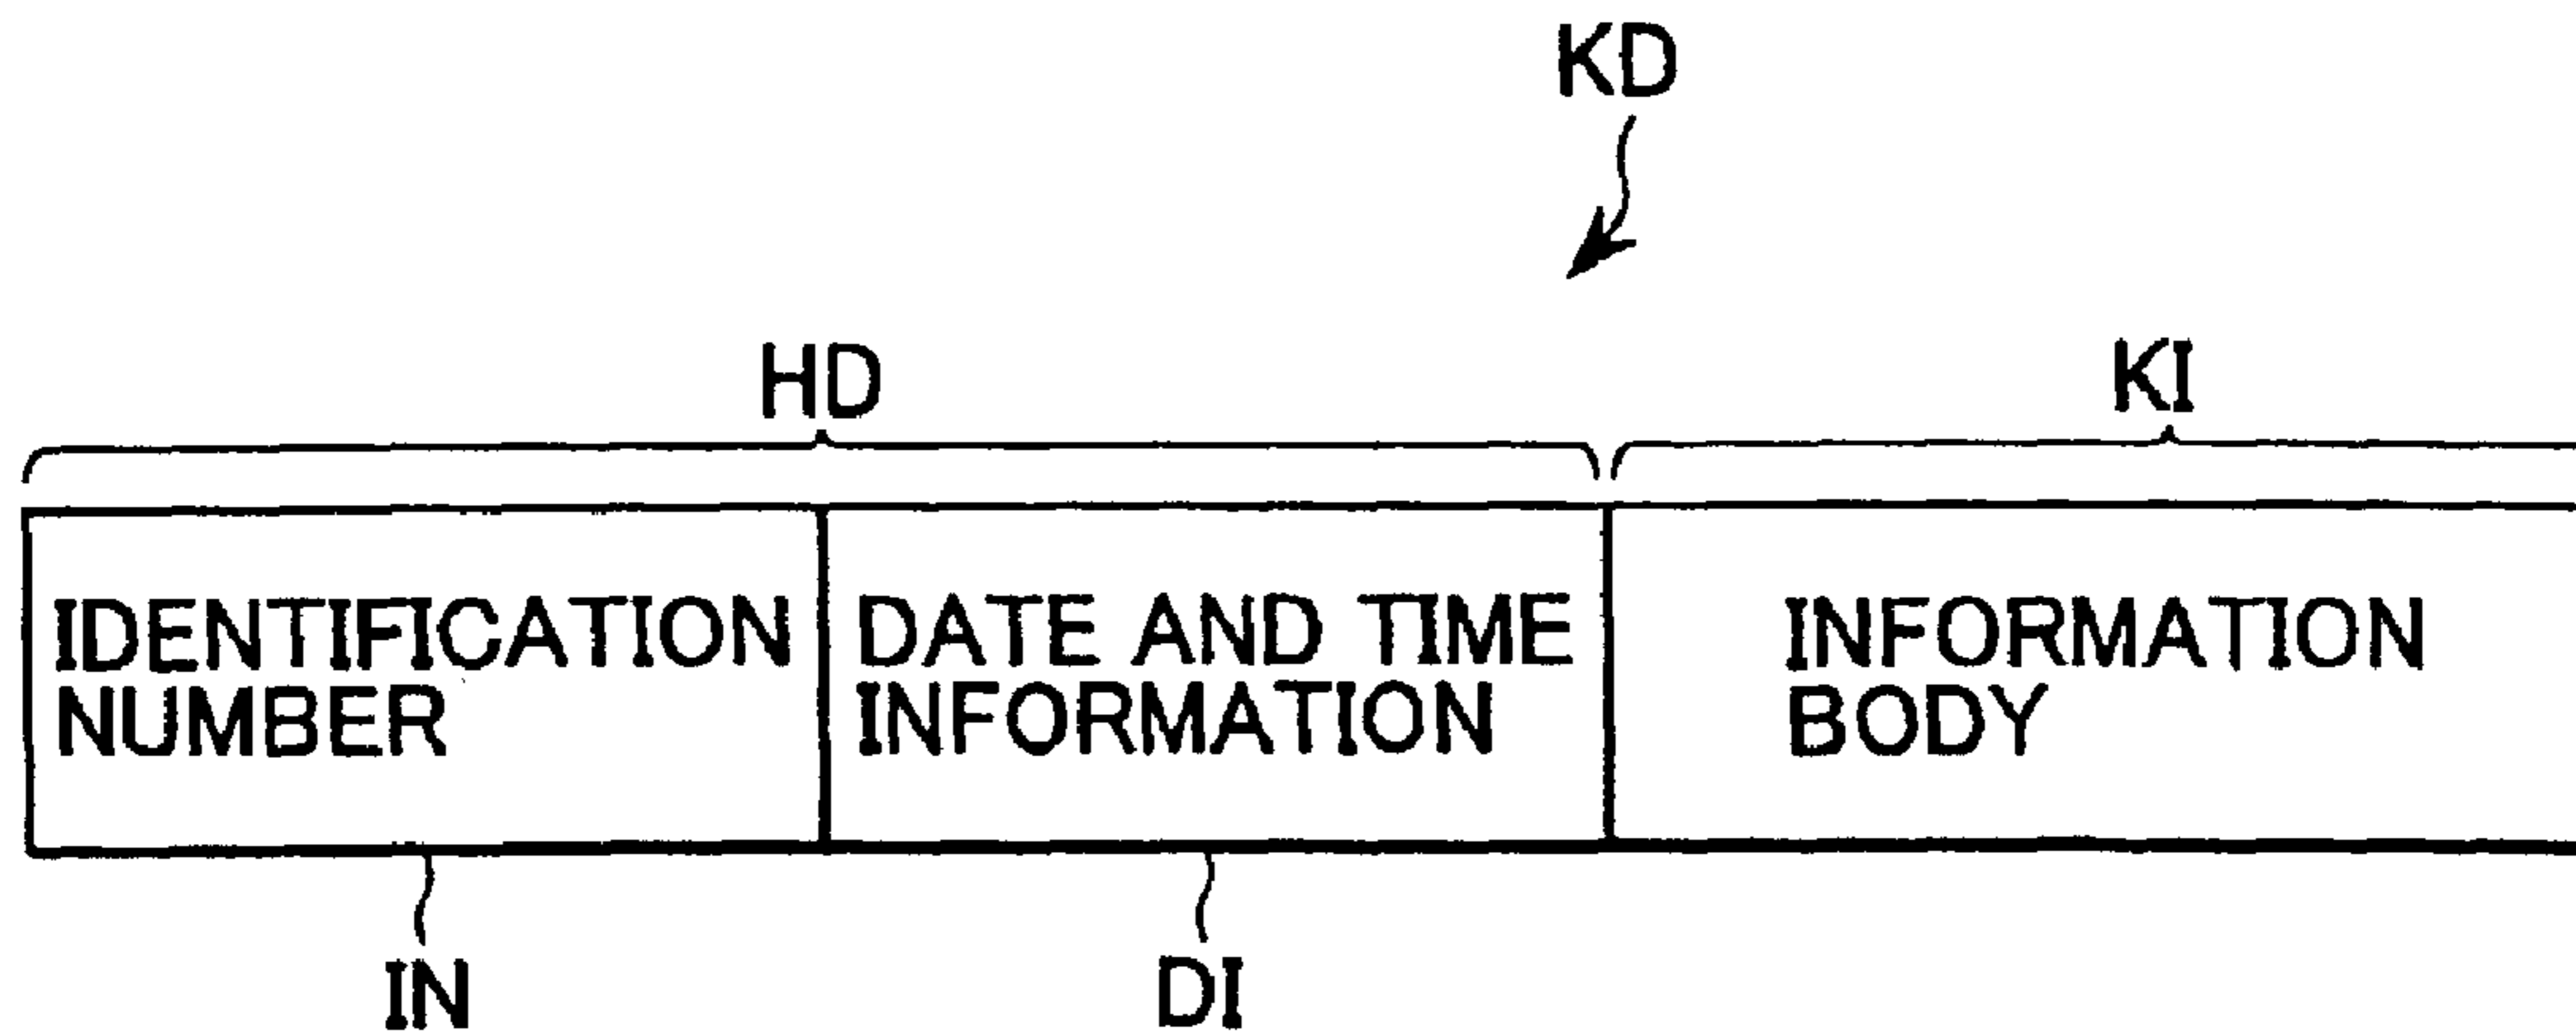 KD
HD
KI
IDENTIFICATION
NUMBER
DATE AND TIME
INFORMATION
INFORMATION
BODY
IN
DI